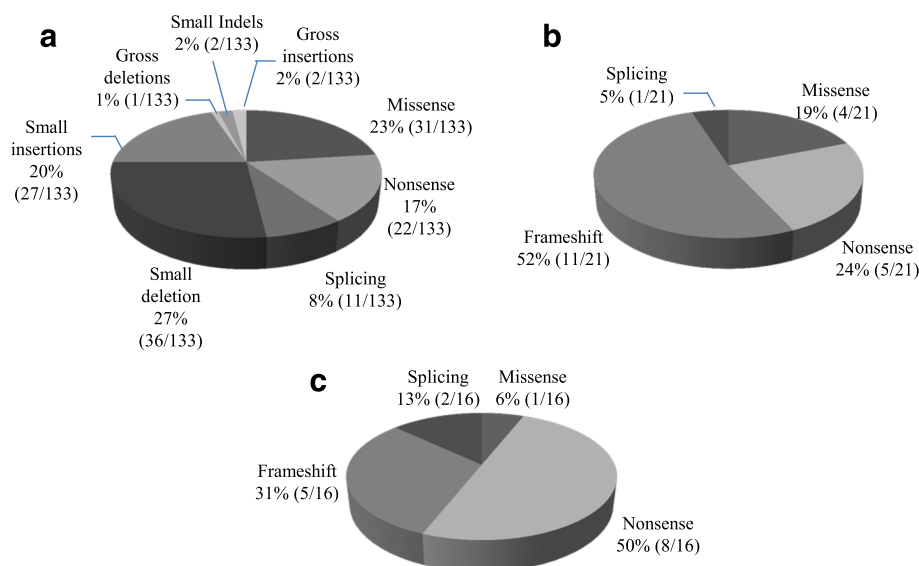 a
Small Indels
2% (2/133)
Gross
insertions
2% (2/133)
Gross
deletions
1% (1/133)
Missense
23% (31/133)
Small
insertions
20%
(27/133)
Nonsense
17%
(22/133)
Splicing
8% (11/133)
Small
deletion
27%
(36/133)
b
Splicing
5% (1/21)
Missense
19% (4/21)
Frameshift
52% (11/21)
Nonsense
24% (5/21)
c
Splicing
13% (2/16)
Missense
6% (1/16)
Frameshift
31% (5/16)
Nonsense
50% (8/16)